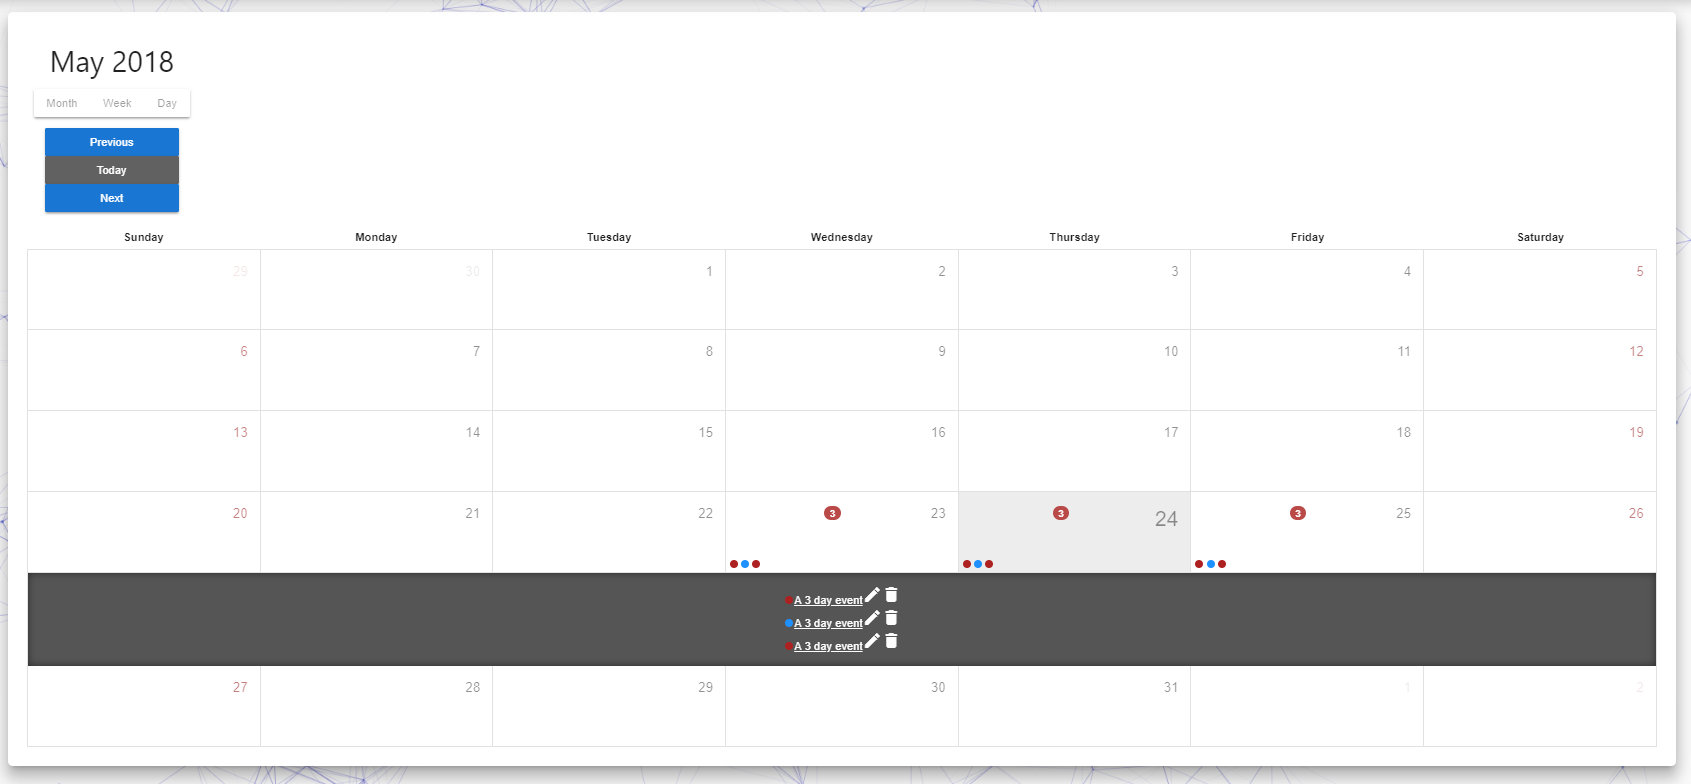 May 2018
Month Week Day
Previous
Today
Next
Sunday Monday Tuesday Wednesday Thursday Friday Saturday
29 30 1 2 3 4 5
6 7 8 9 10 11 12
13 14 15 16 17 18 19
20 21 22 3 23 3 24 3 25 26
A 3 day event
A 3 day event
A 3 day event
27 28 29 30 31 1 2